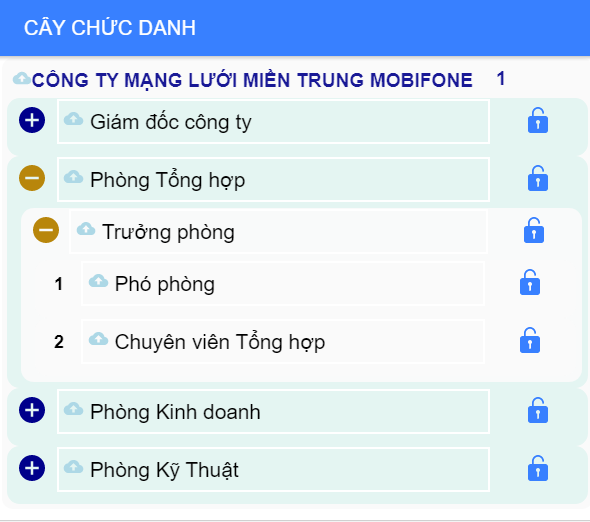 CÂY CHỨC DANH
CÔNG TY MẠNG LƯỚI MIỀN TRUNG MOBIFONE 1
Giám đốc công ty
Phòng Tổng hợp
Trưởng phòng
1 Phó phòng
2 Chuyên viên Tổng hợp
Phòng Kinh doanh
Phòng Kỹ Thuật